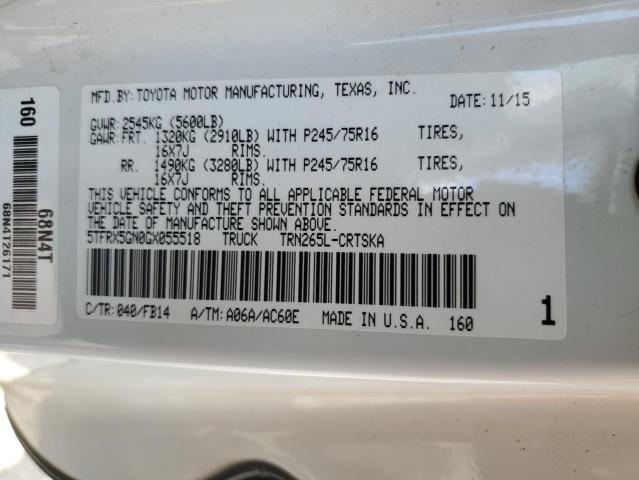 MFD.BY: TOYOTA MOTOR MANUFACTURING, TEXAS, INC.
DATE: 11/15
GVWR: 2545KG (5600LB)
GAWR: FRT. 1320KG (2910LB) WITH P245/75R16 TIRES,
16X7J RIMS.
RR. 1490KG (3280LB) WITH P245/75R16 TIRES,
16X7J RIMS.
THIS VEHICLE CONFORMS TO ALL APPLICABLE FEDERAL MOTOR
VEHICLE SAFETY AND THEFT PREVENTION STANDARDS IN EFFECT ON
THE DATE OF MANUFACTURE SHOWN ABOVE.
5TFRX5GN0GX055518 TRUCK TRN265L-CRTSKA
C/TR: 040/FB14 A/TM: A06A/AC60E MADE IN U.S.A. 160
1
160
68N4T
68N4T26171